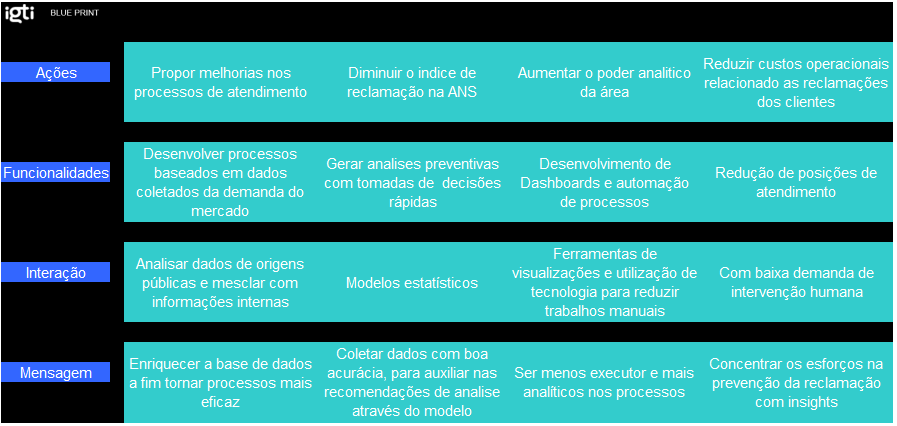 igti BLUE PRINT
Ações
Propor melhorias nos
processos de atendimento
Diminuir o indice de
reclamação na ANS
Aumentar o poder analitico
da área
Reduzir custos operacionais
relacionado as reclamações
dos clientes
Funcionalidades
Desenvolver processos
baseados em dados
coletados da demanda do
mercado
Gerar analises preventivas
com tomadas de decisões
rápidas
Desenvolvimento de
Dashboards e automação
de processos
Redução de posições de
atendimento
Interação
Analisar dados de origens
públicas e mesclar com
informações internas
Modelos estatísticos
Ferramentas de
visualizações e utilização de
tecnologia para reduzir
trabalhos manuais
Com baixa demanda de
intervenção humana
Mensagem
Enriquecer a base de dados
a fim tornar processos mais
eficaz
Coletar dados com boa
acurácia, para auxiliar nas
recomendações de analise
através do modelo
Ser menos executor e mais
analíticos nos processos
Concentrar os esforços na
prevenção da reclamação
com insights